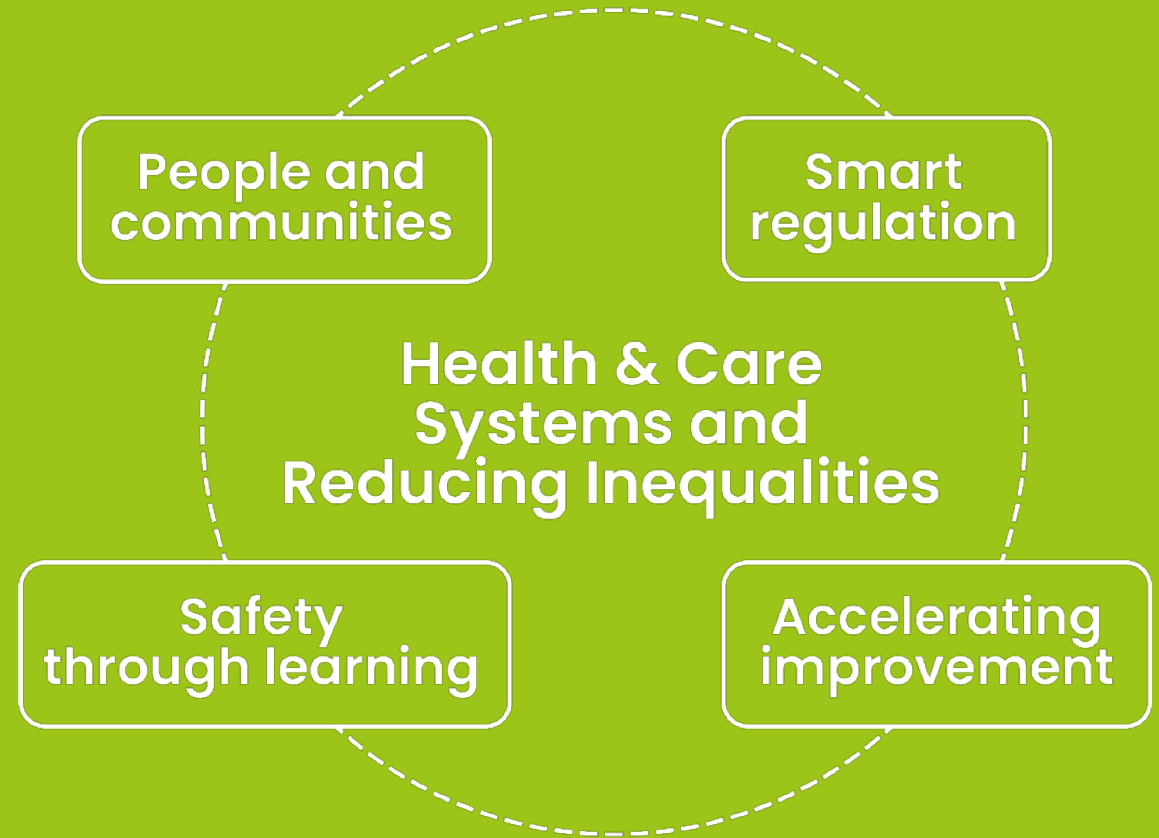 People and
communities
Smart
regulation
Health & Care
Systems and
Reducing Inequalities
Safety
through learning
Accelerating
improvement